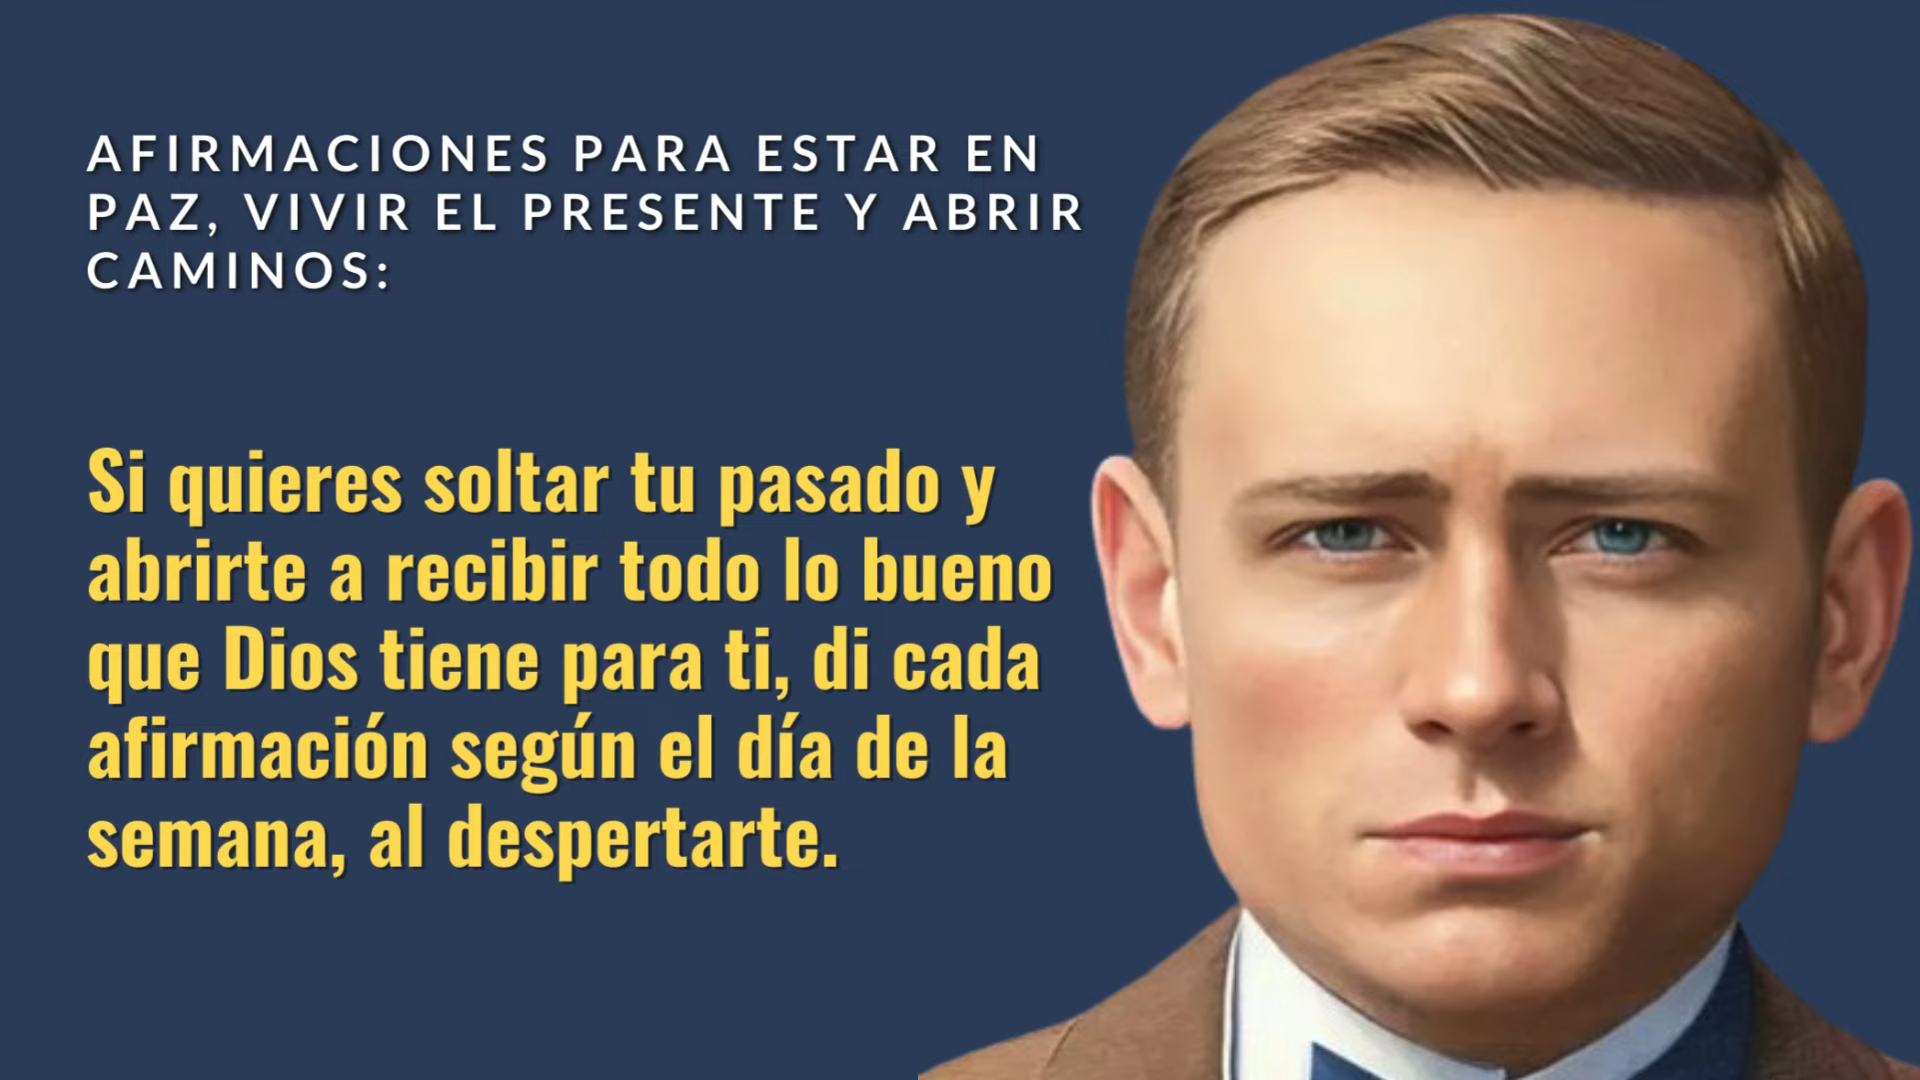 AFIRMACIONES PARA ESTAR EN
PAZ, VIVIR EL PRESENTE Y ABRIR
CAMINOS:
Si quieres soltar tu pasado y
abrirte a recibir todo lo bueno
que Dios tiene para ti, di cada
afirmación según el día de la
semana, al despertarte.